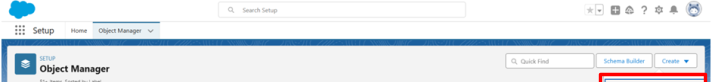 Search Setup
Setup Home Object Manager
SETUP
Object Manager
Quick Find
Schema Builder
Create